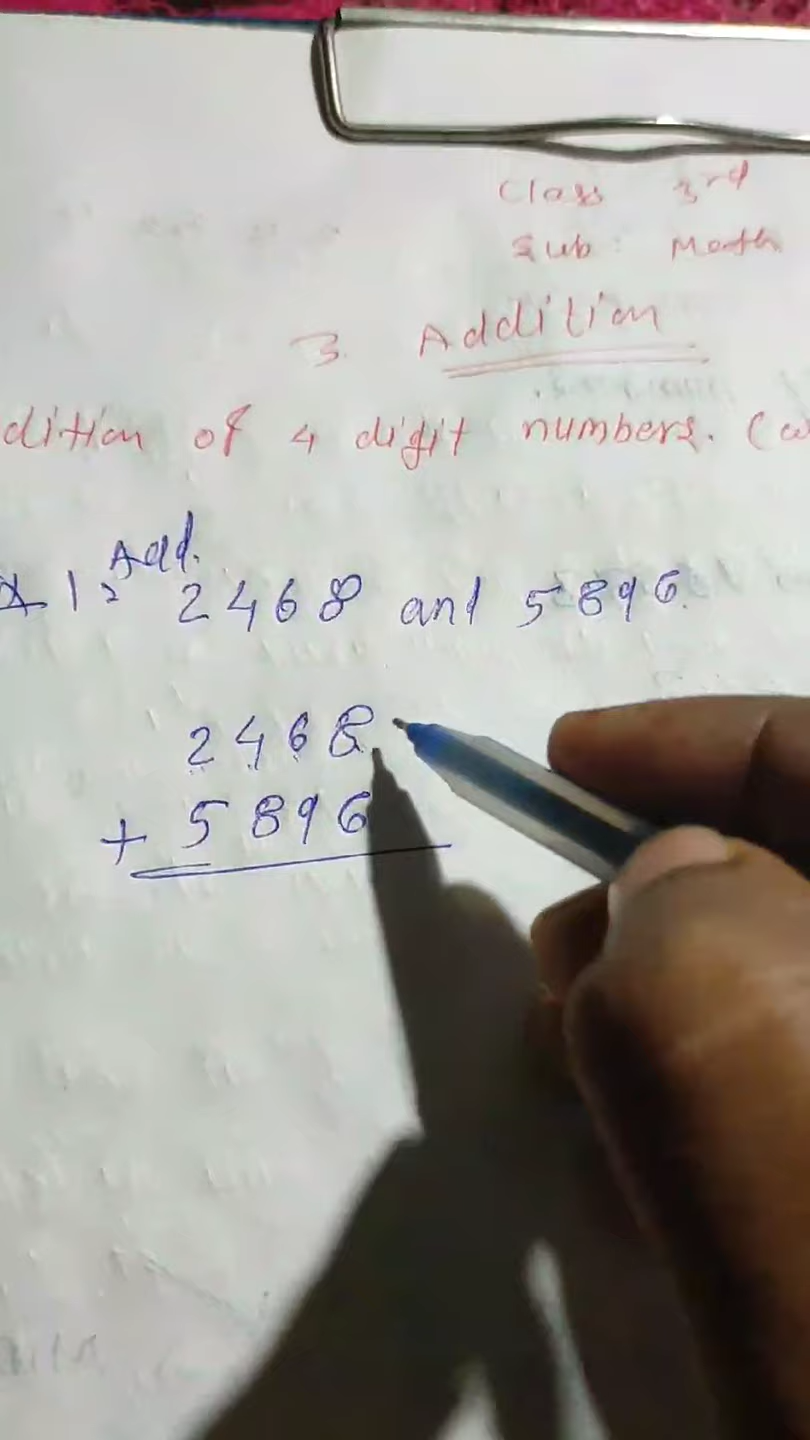 Class 3rd
Sub: Math
3. Addition
dition of 4 digit numbers. (
Add.
1: 2468 and 5896.
2468
+ 5896